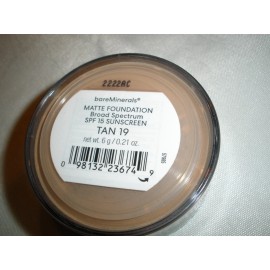 2222AC
bareMinerals®
MATTE FOUNDATION
Broad Spectrum
SPF 15 SUNSCREEN
TAN 19
net wt. 6 g / 0.21 oz.
0 98132 23674 9